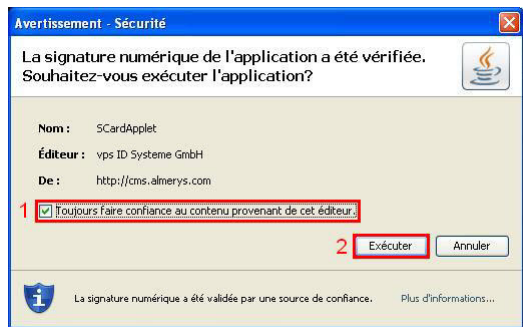 Avertissement - Sécurité
La signature numérique de l'application a été vérifiée.
Souhaitez-vous exécuter l'application?
Nom : SCardApplet
Éditeur : vps ID Systeme GmbH
De : http://cms.almerys.com
1 Toujours faire confiance au contenu provenant de cet éditeur.
2 Exécuter Annuler
La signature numérique a été validée par une source de confiance. Plus d'informations...